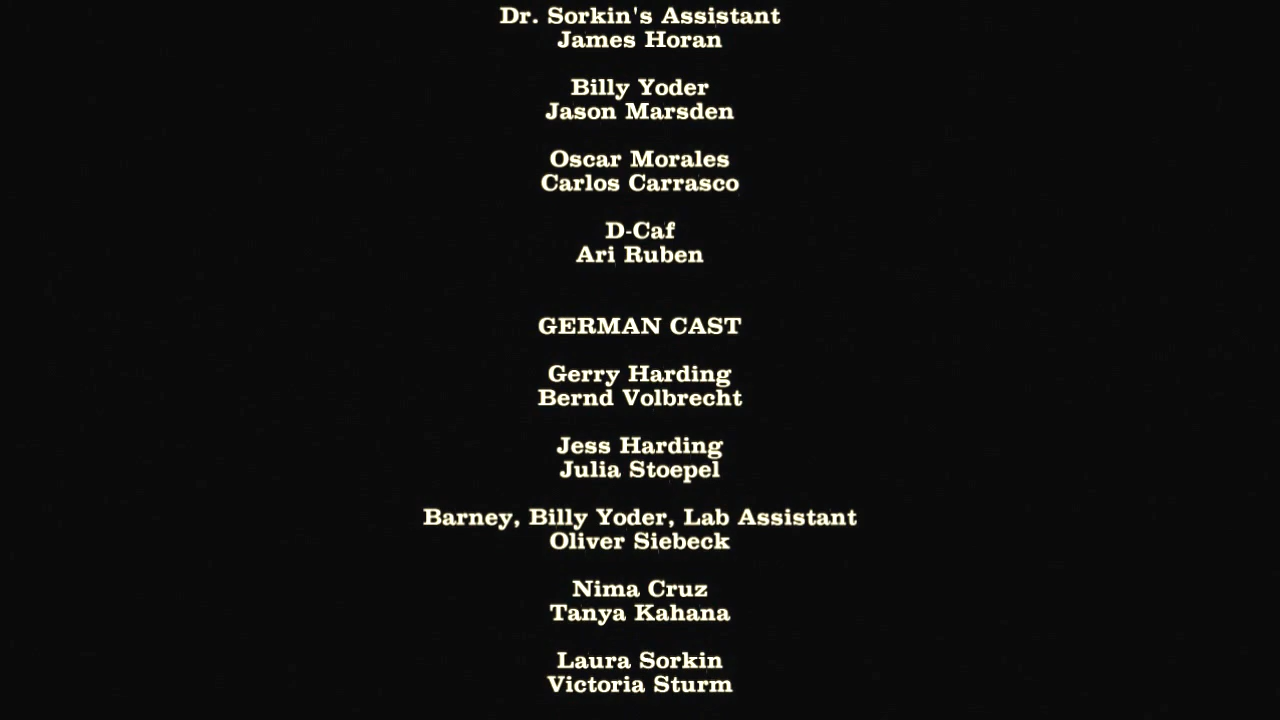 Dr. Sorkin's Assistant
James Horan
Billy Yoder
Jason Marsden
Oscar Morales
Carlos Carrasco
D-Caf
Ari Ruben
GERMAN CAST
Gerry Harding
Bernd Volbrecht
Jess Harding
Julia Stoepel
Barney, Billy Yoder, Lab Assistant
Oliver Siebeck
Nima Cruz
Tanya Kahana
Laura Sorkin
Victoria Sturm